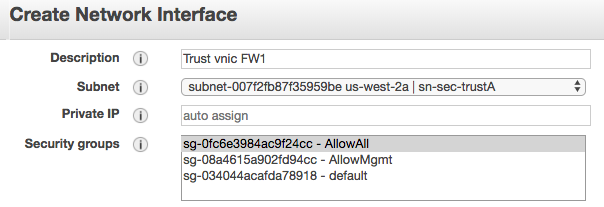 Create Network Interface
Description i Trust vnic FW1
Subnet i subnet-007f2fb87f35959be us-west-2a | sn-sec-trustA
Private IP i auto assign
Security groups i sg-0fc6e3984ac9f24cc - AllowAll
sg-08a4615a902fd94cc - AllowMgmt
sg-034044acafda78918 - default